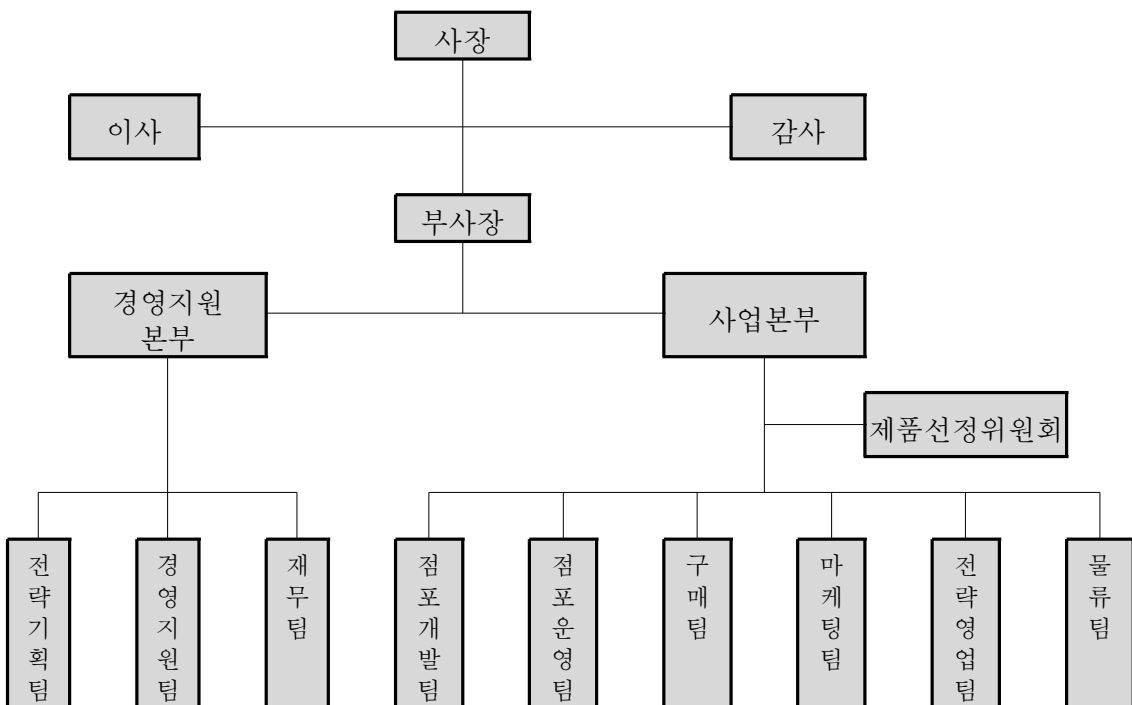 사장
이사
감사
부사장
경영지원
본부
사업본부
제품선정위원회
전략기획팀
경영지원팀
재무팀
점포개발팀
점포운영팀
구매팀
마케팅팀
전략영업팀
물류팀